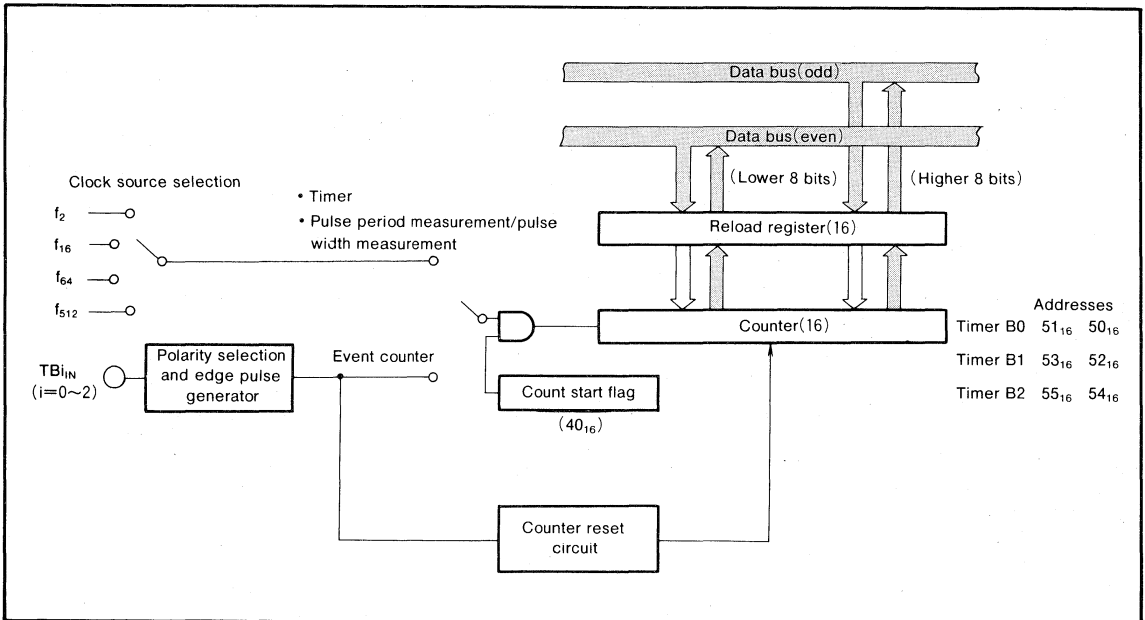 Data bus(odd)
Data bus(even)
(Lower 8 bits)
(Higher 8 bits)
Clock source selection
f₂
f₁₆
f₆₄
f₅₁₂
• Timer
• Pulse period measurement/pulse
width measurement
Reload register(16)
Counter(16)
Addresses
Timer B0 51₁₆ 50₁₆
Timer B1 53₁₆ 52₁₆
Timer B2 55₁₆ 54₁₆
TBiIN
(i=0~2)
Polarity selection
and edge pulse
generator
Event counter
Count start flag
(40₁₆)
Counter reset
circuit